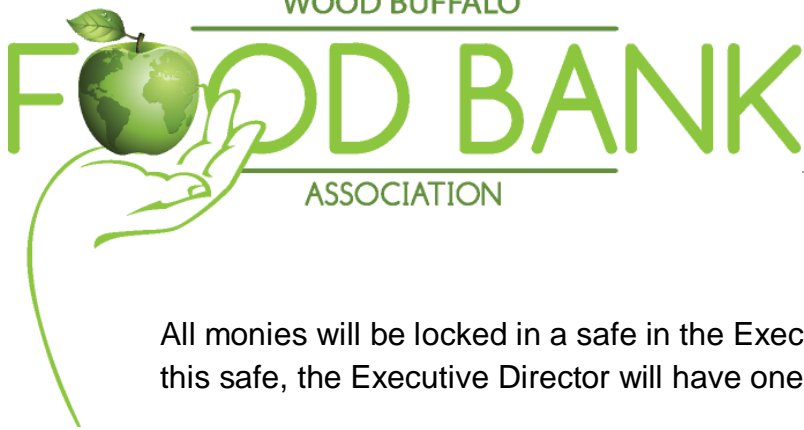 WOOD BUFFALO
FOOD BANK
ASSOCIATION
All monies will be locked in a safe in the Exec
this safe, the Executive Director will have one